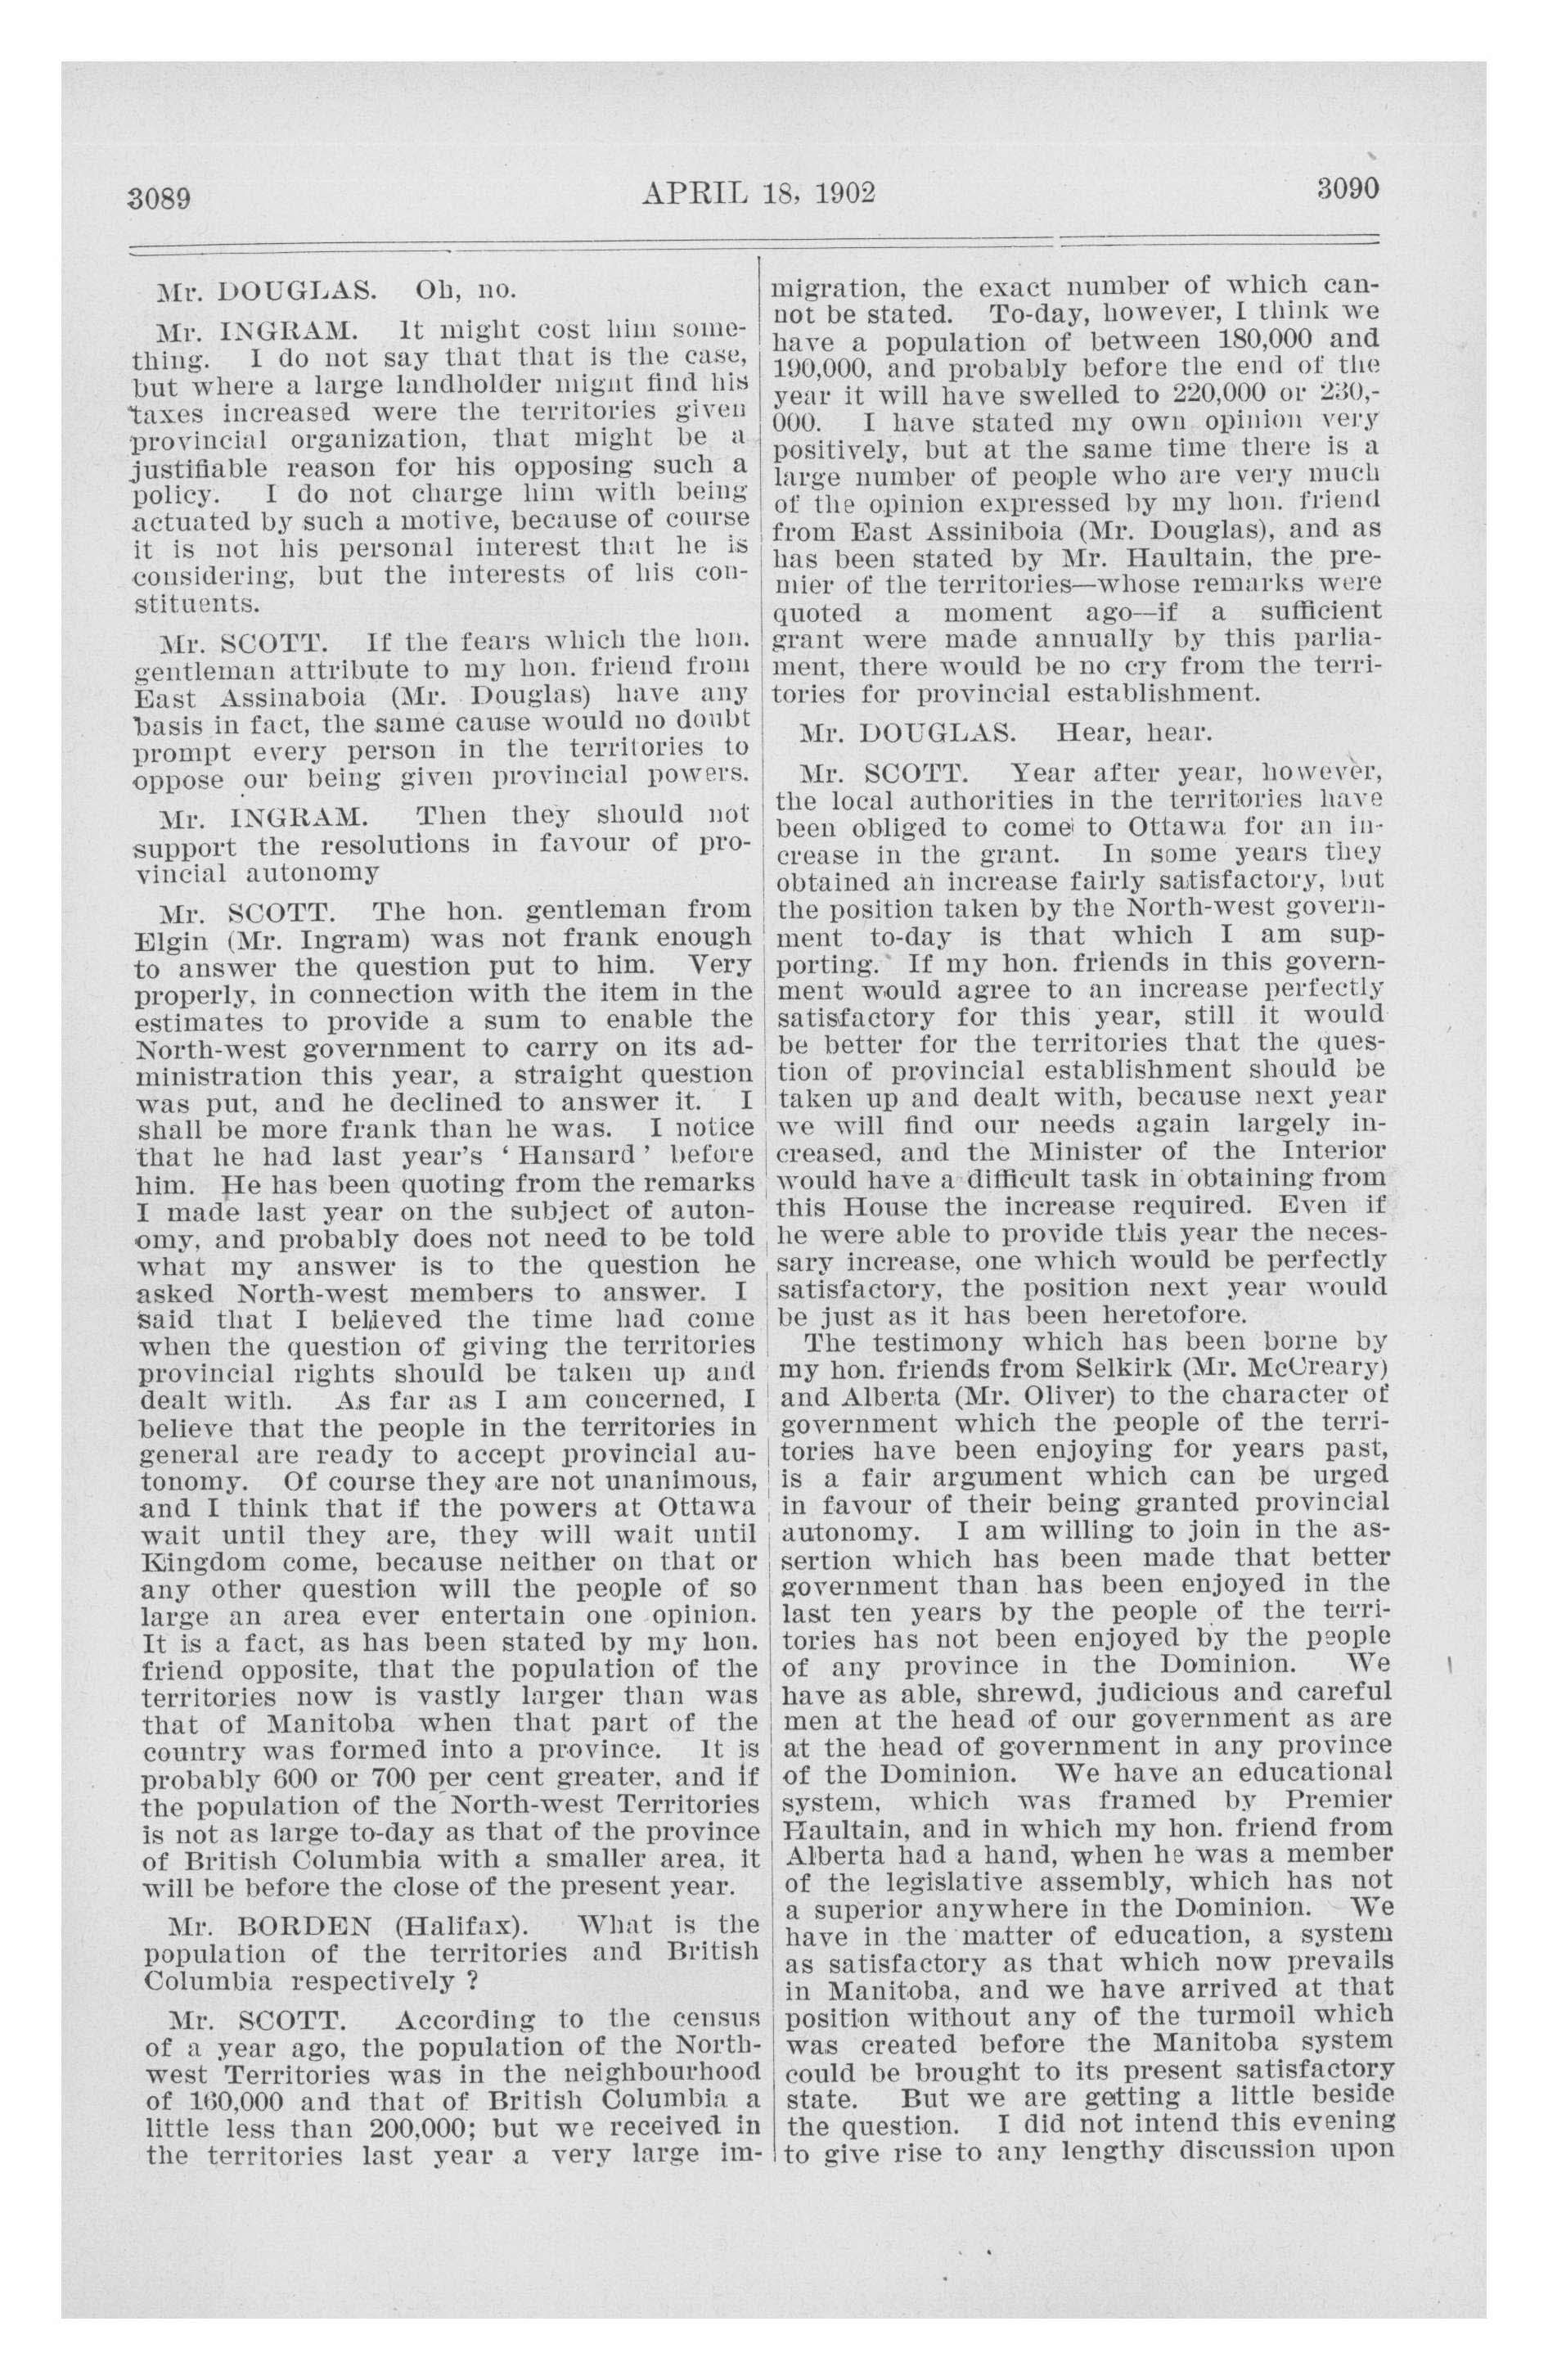 3089
APRIL 18, 1902
3090
Mr. DOUGLAS. Oh, no.
Mr. INGRAM. It might cost him some-
thing. I do not say that that is the case,
but where a large landholder might find his
taxes increased were the territories given
provincial organization, that might be a
justifiable reason for his opposing such a
policy. I do not charge him with being
actuated by such a motive, because of course
it is not his personal interest that he is
considering, but the interests of his con-
stituents.
Mr. SCOTT. If the fears which the hon.
gentleman attribute to my hon. friend from
East Assinaboia (Mr. Douglas) have any
basis in fact, the same cause would no doubt
prompt every person in the territories to
oppose our being given provincial powers.
Mr. INGRAM. Then they should not
support the resolutions in favour of pro-
vincial autonomy
Mr. SCOTT. The hon. gentleman from
Elgin (Mr. Ingram) was not frank enough
to answer the question put to him. Very
properly, in connection with the item in the
estimates to provide a sum to enable the
North-west government to carry on its ad-
ministration this year, a straight question
was put, and he declined to answer it. I
shall be more frank than he was. I notice
that he had last year's ' Hansard ' before
him. He has been quoting from the remarks
I made last year on the subject of auton-
omy, and probably does not need to be told
what my answer is to the question he
asked North-west members to answer. I
said that I believed the time had come
when the question of giving the territories
provincial rights should be taken up and
dealt with. As far as I am concerned, I
believe that the people in the territories in
general are ready to accept provincial au-
tonomy. Of course they are not unanimous,
and I think that if the powers at Ottawa
wait until they are, they will wait until
Kingdom come, because neither on that or
any other question will the people of so
large an area ever entertain one opinion.
It is a fact, as has been stated by my hon.
friend opposite, that the population of the
territories now is vastly larger than was
that of Manitoba when that part of the
country was formed into a province. It is
probably 600 or 700 per cent greater, and if
the population of the North-west Territories
is not as large to-day as that of the province
of British Columbia with a smaller area, it
will be before the close of the present year.
Mr. BORDEN (Halifax). What is the
population of the territories and British
Columbia respectively ?
Mr. SCOTT. According to the census
of a year ago, the population of the North-
west Territories was in the neighbourhood
of 160,000 and that of British Columbia a
little less than 200,000; but we received in
the territories last year a very large im-
migration, the exact number of which can-
not be stated. To-day, however, I think we
have a population of between 180,000 and
190,000, and probably before the end of the
year it will have swelled to 220,000 or 230,-
000. I have stated my own opinion very
positively, but at the same time there is a
large number of people who are very much
of the opinion expressed by my hon. friend
from East Assiniboia (Mr. Douglas), and as
has been stated by Mr. Haultain, the pre-
mier of the territories—whose remarks were
quoted a moment ago—if a sufficient
grant were made annually by this parlia-
ment, there would be no cry from the terri-
tories for provincial establishment.
Mr. DOUGLAS. Hear, hear.
Mr. SCOTT. Year after year, however,
the local authorities in the territories have
been obliged to come to Ottawa for an in-
crease in the grant. In some years they
obtained an increase fairly satisfactory, but
the position taken by the North-west govern-
ment to-day is that which I am sup-
porting. If my hon. friends in this govern-
ment would agree to an increase perfectly
satisfactory for this year, still it would
be better for the territories that the ques-
tion of provincial establishment should be
taken up and dealt with, because next year
we will find our needs again largely in-
creased, and the Minister of the Interior
would have a difficult task in obtaining from
this House the increase required. Even if
he were able to provide this year the neces-
sary increase, one which would be perfectly
satisfactory, the position next year would
be just as it has been heretofore.
The testimony which has been borne by
my hon. friends from Selkirk (Mr. McCreary)
and Alberta (Mr. Oliver) to the character of
government which the people of the terri-
tories have been enjoying for years past,
is a fair argument which can be urged
in favour of their being granted provincial
autonomy. I am willing to join in the as-
sertion which has been made that better
government than has been enjoyed in the
last ten years by the people of the terri-
tories has not been enjoyed by the people
of any province in the Dominion. We
have as able, shrewd, judicious and careful
men at the head of our government as are
at the head of government in any province
of the Dominion. We have an educational
system, which was framed by Premier
Haultain, and in which my hon. friend from
Alberta had a hand, when he was a member
of the legislative assembly, which has not
a superior anywhere in the Dominion. We
have in the matter of education, a system
as satisfactory as that which now prevails
in Manitoba, and we have arrived at that
position without any of the turmoil which
was created before the Manitoba system
could be brought to its present satisfactory
state. But we are getting a little beside
the question. I did not intend this evening
to give rise to any lengthy discussion upon